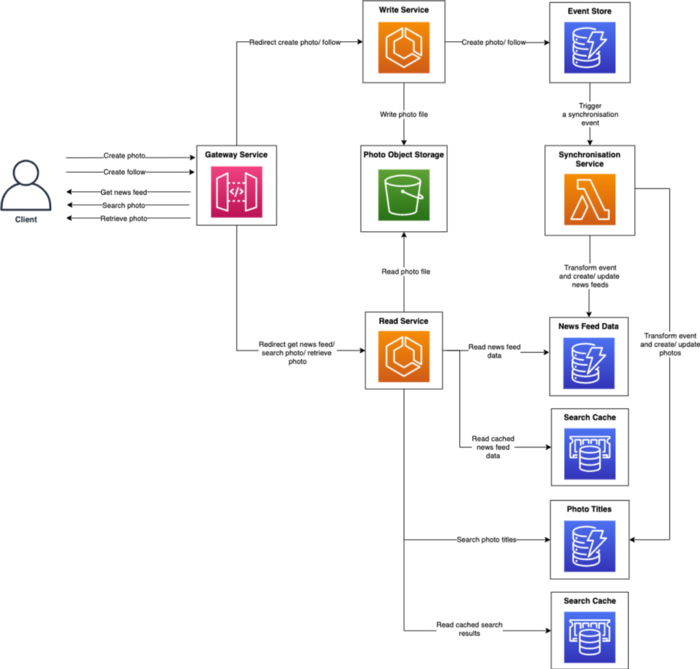 Write Service
Event Store
Redirect create photo/ follow
Create photo/ follow
Write photo file
Trigger
a synchronisation
event
Create photo
Create follow
Get news feed
Search photo
Retrieve photo
Client
Gateway Service
</>
Photo Object Storage
Synchronisation
Service
Read photo file
Transform event
and create/ update
news feeds
Read Service
News Feed Data
Redirect get news feed/
search photo/ retrieve
photo
Read news feed
data
Transform event
and create/ update
photos
Search Cache
Read cached
news feed
data
Photo Titles
Search photo titles
Search Cache
Read cached search
results